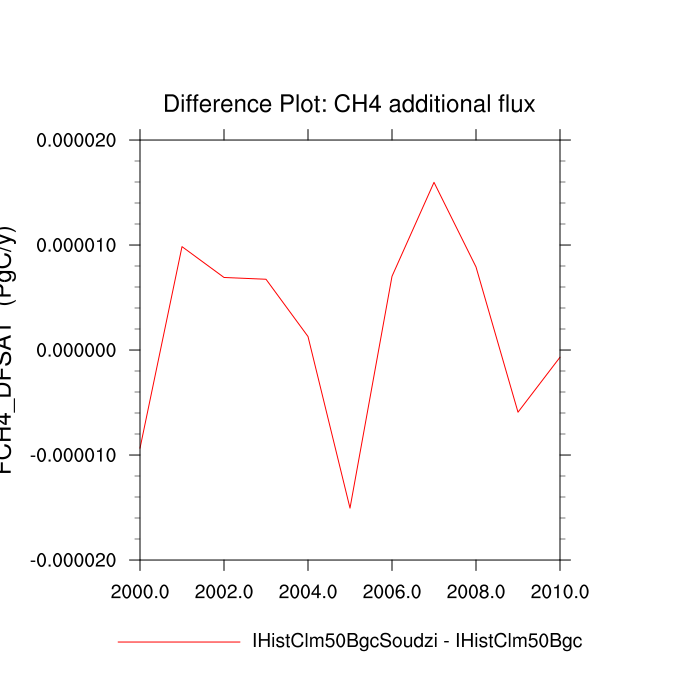 Difference Plot: CH4 additional flux
FCH4_DFSAT (PgC/y)
0.000020
0.000010
0.000000
-0.000010
-0.000020
2000.0 2002.0 2004.0 2006.0 2008.0 2010.0
IHistClm50BgcSoudzi - IHistClm50Bgc